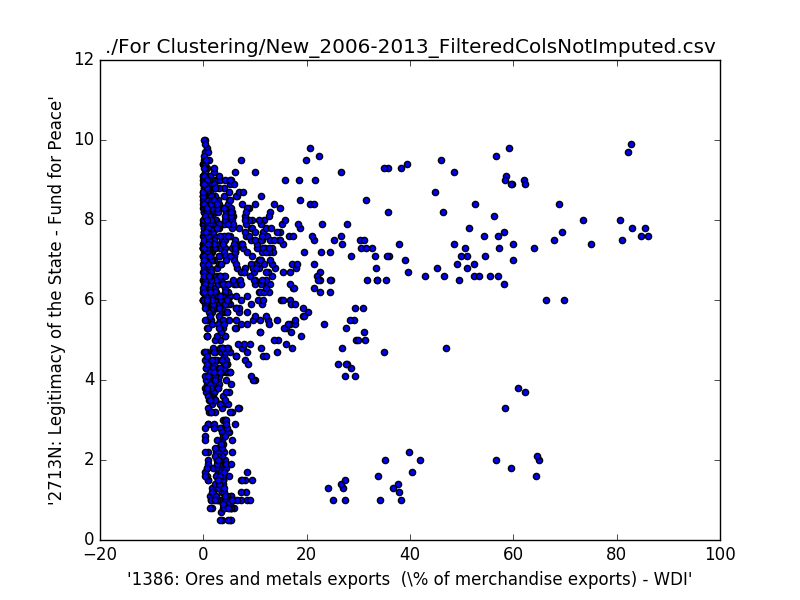 ./For Clustering/New_2006-2013_FilteredColsNotImputed.csv
12
10
8
6
4
2
0
'2713N: Legitimacy of the State - Fund for Peace'
−20 0 20 40 60 80 100
'1386: Ores and metals exports  (\% of merchandise exports) - WDI'